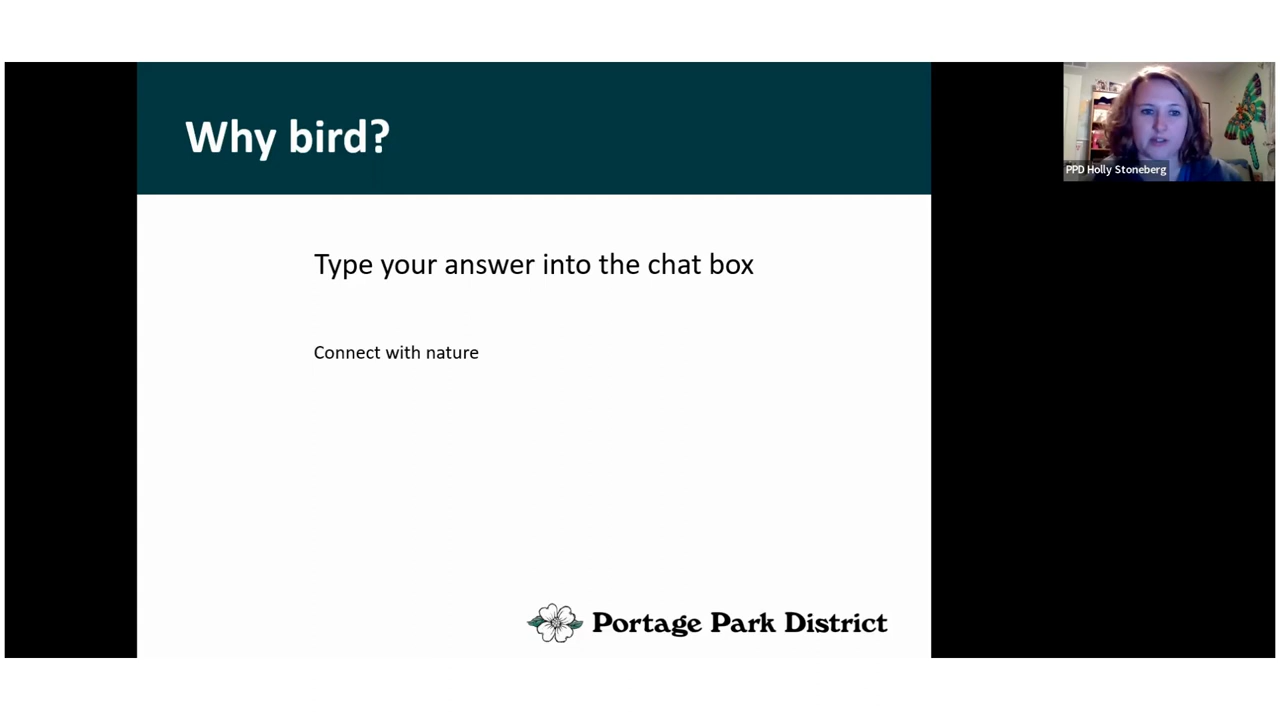 Why bird?
PPD Holly Stoneberg
Type your answer into the chat box
Connect with nature
Portage Park District